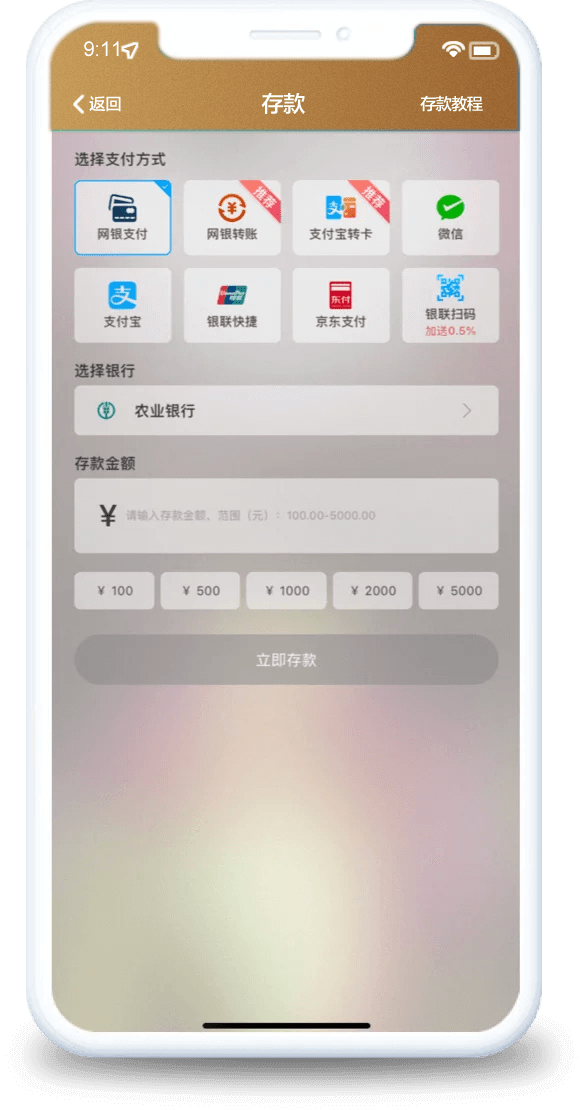 9:11
返回
存款
存款教程
选择支付方式
网银支付
网银转账
推荐
支付宝转卡
推荐
微信
支付宝
银联快捷
东付
京东支付
银联扫码
加送0.5%
选择银行
农业银行
存款金额
¥ 请输入存款金额，范围（元）：100.00-5000.00
¥ 100
¥ 500
¥ 1000
¥ 2000
¥ 5000
立即存款